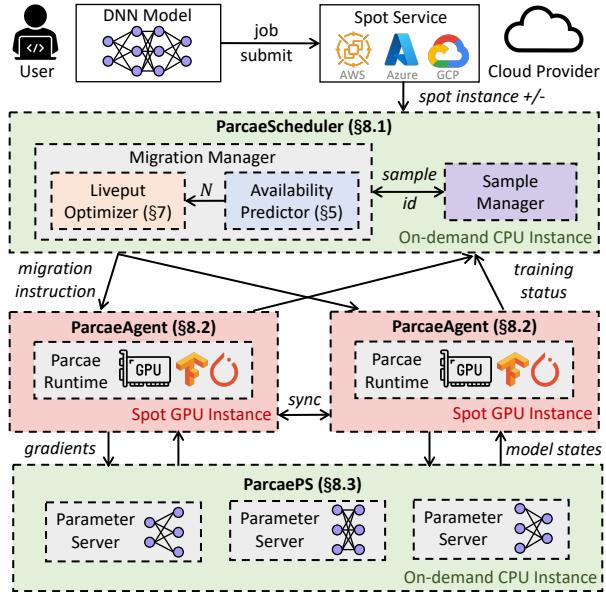 DNN Model
User
job
submit
Spot Service
AWS
Azure
GCP
Cloud Provider
spot instance +/-
ParcaeScheduler (§8.1)
Migration Manager
Liveput
Optimizer (§7)
N
Availability
Predictor (§5)
sample
id
Sample
Manager
On-demand CPU Instance
migration
instruction
training
status
ParcaeAgent (§8.2)
Parcae
Runtime
GPU
Spot GPU Instance
sync
ParcaeAgent (§8.2)
Parcae
Runtime
GPU
Spot GPU Instance
gradients
model states
ParcaePS (§8.3)
Parameter
Server
Parameter
Server
Parameter
Server
On-demand CPU Instance